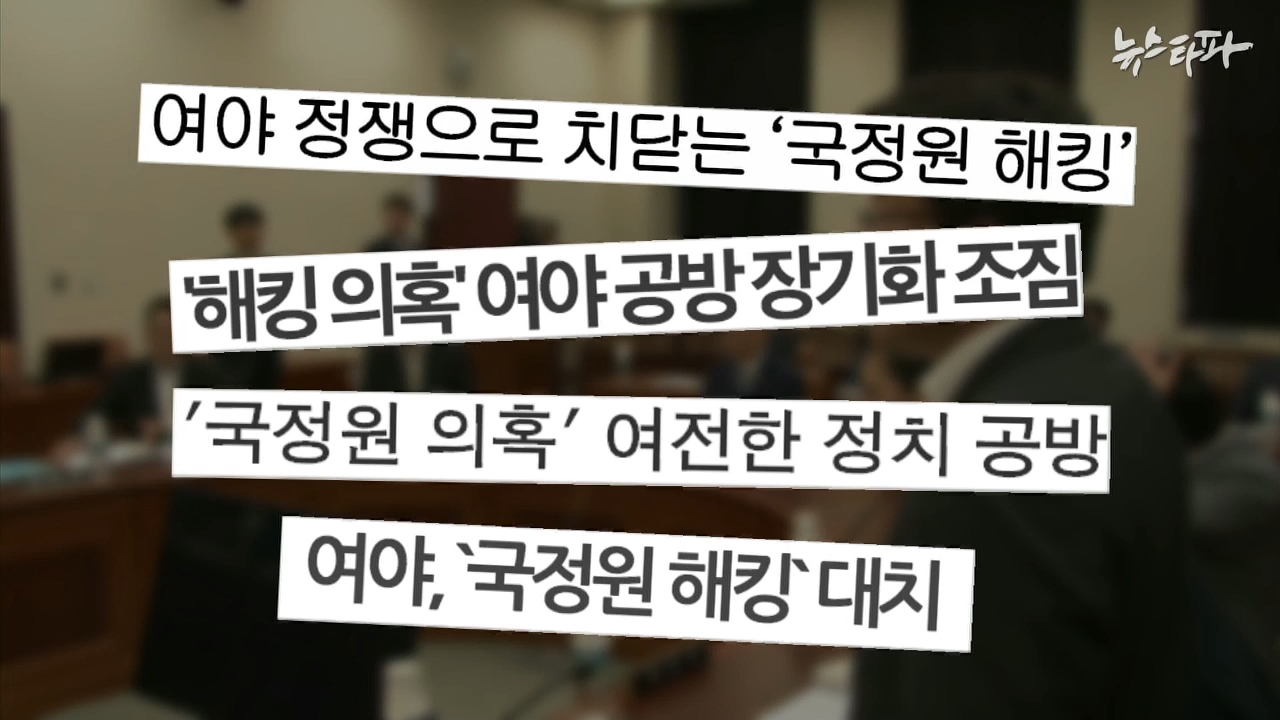 뉴스타파
여야 정쟁으로 치닫는 ‘국정원 해킹’
'해킹 의혹' 여야 공방 장기화 조짐
'국정원 의혹' 여전한 정치 공방
여야, `국정원 해킹` 대치